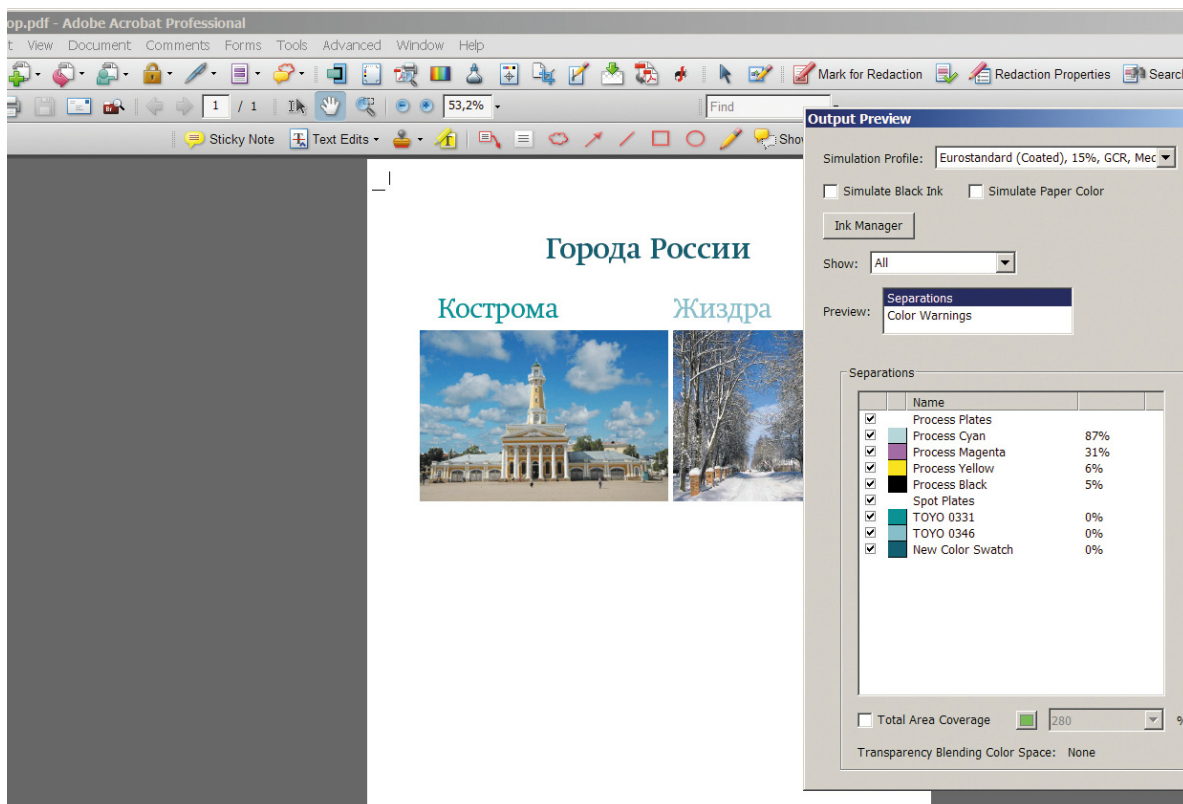 op.pdf - Adobe Acrobat Professional
t View Document Comments Forms Tools Advanced Window Help
Mark for Redaction Redaction Properties Searc
1 / 1 53,2% Find
Sticky Note Text Edits Sho
Output Preview
Simulation Profile: Eurostandard (Coated), 15%, GCR, Mec
Simulate Black Ink Simulate Paper Color
Ink Manager
Show: All
Preview: Separations
Color Warnings
Города России
Кострома Жиздра
Separations
Name
Process Plates
Process Cyan 87%
Process Magenta 31%
Process Yellow 6%
Process Black 5%
Spot Plates
TOYO 0331 0%
TOYO 0346 0%
New Color Swatch 0%
Total Area Coverage 280 %
Transparency Blending Color Space: None